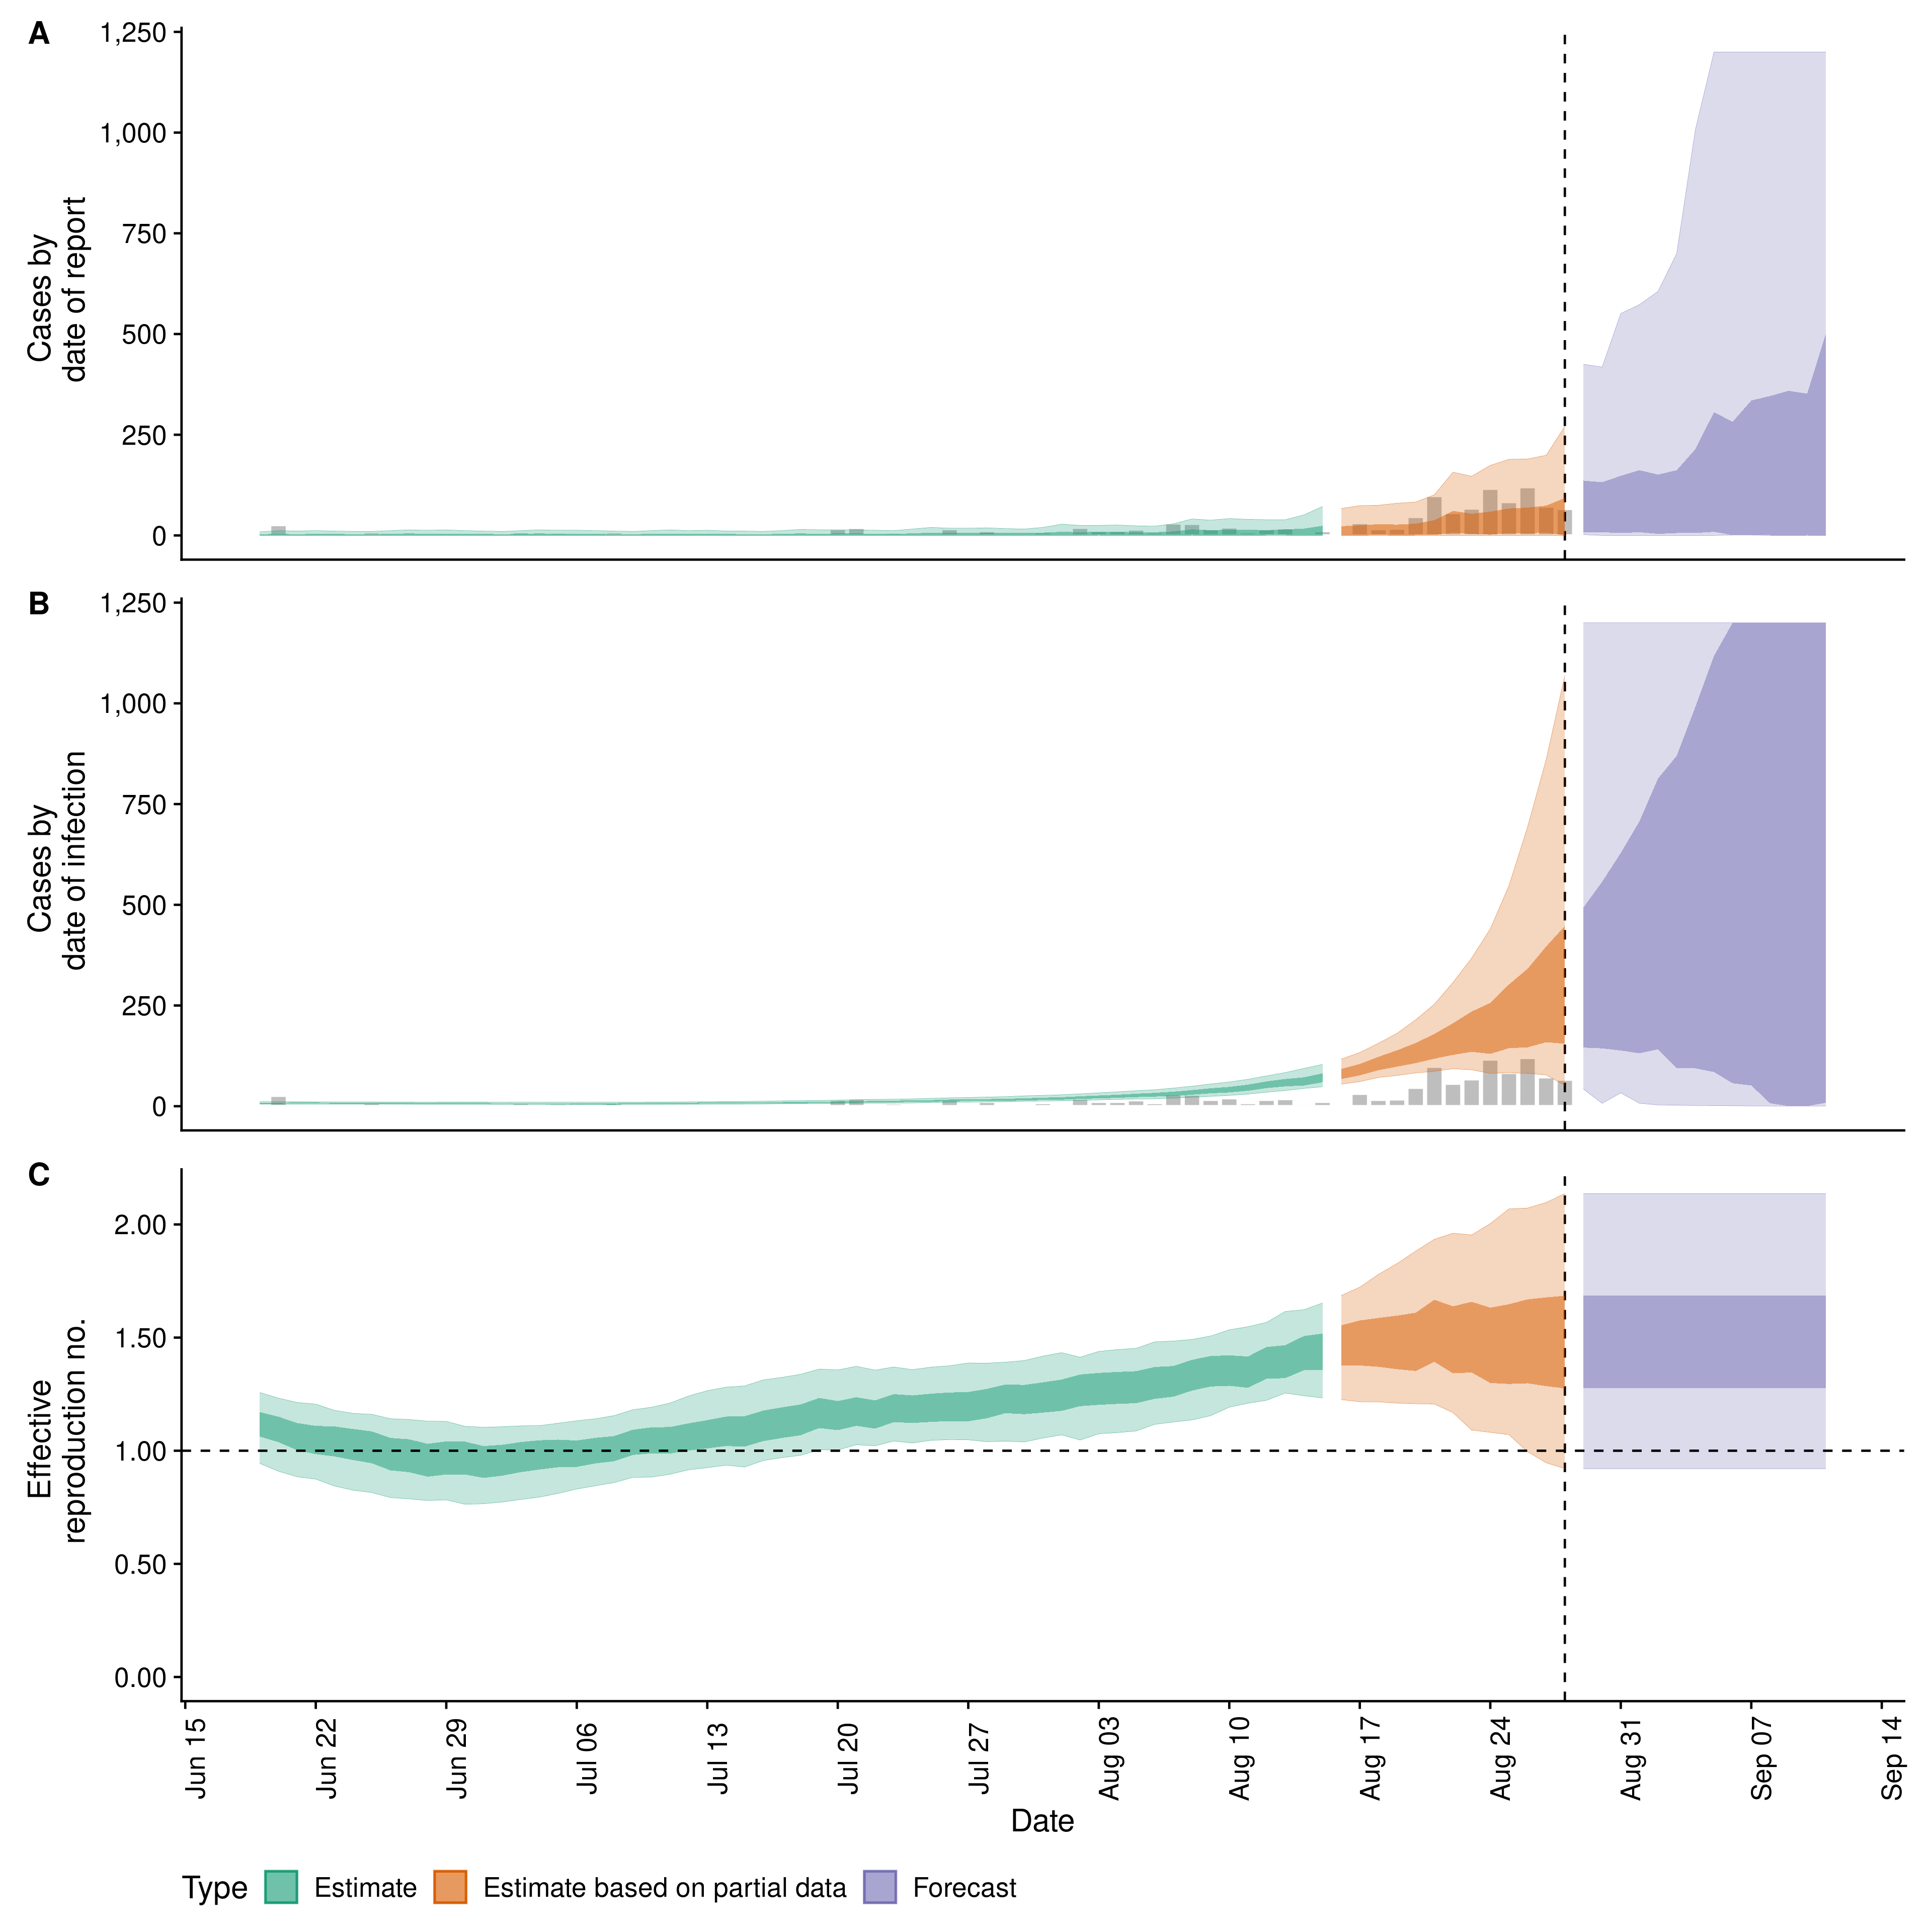 A
Cases by
date of report
1,250
1,000
750
500
250
0
B
Cases by
date of infection
1,250
1,000
750
500
250
0
C
Effective
reproduction no.
2.00
1.50
1.00
0.50
0.00
Jun 15
Jun 22
Jun 29
Jul 06
Jul 13
Jul 20
Jul 27
Aug 03
Aug 10
Aug 17
Aug 24
Aug 31
Sep 07
Sep 14
Date
Type Estimate Estimate based on partial data Forecast